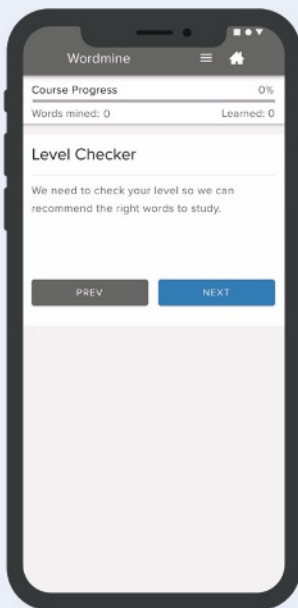 Wordmine
Course Progress 0%
Words mined: 0 Learned: 0
Level Checker
We need to check your level so we can
recommend the right words to study.
PREV NEXT